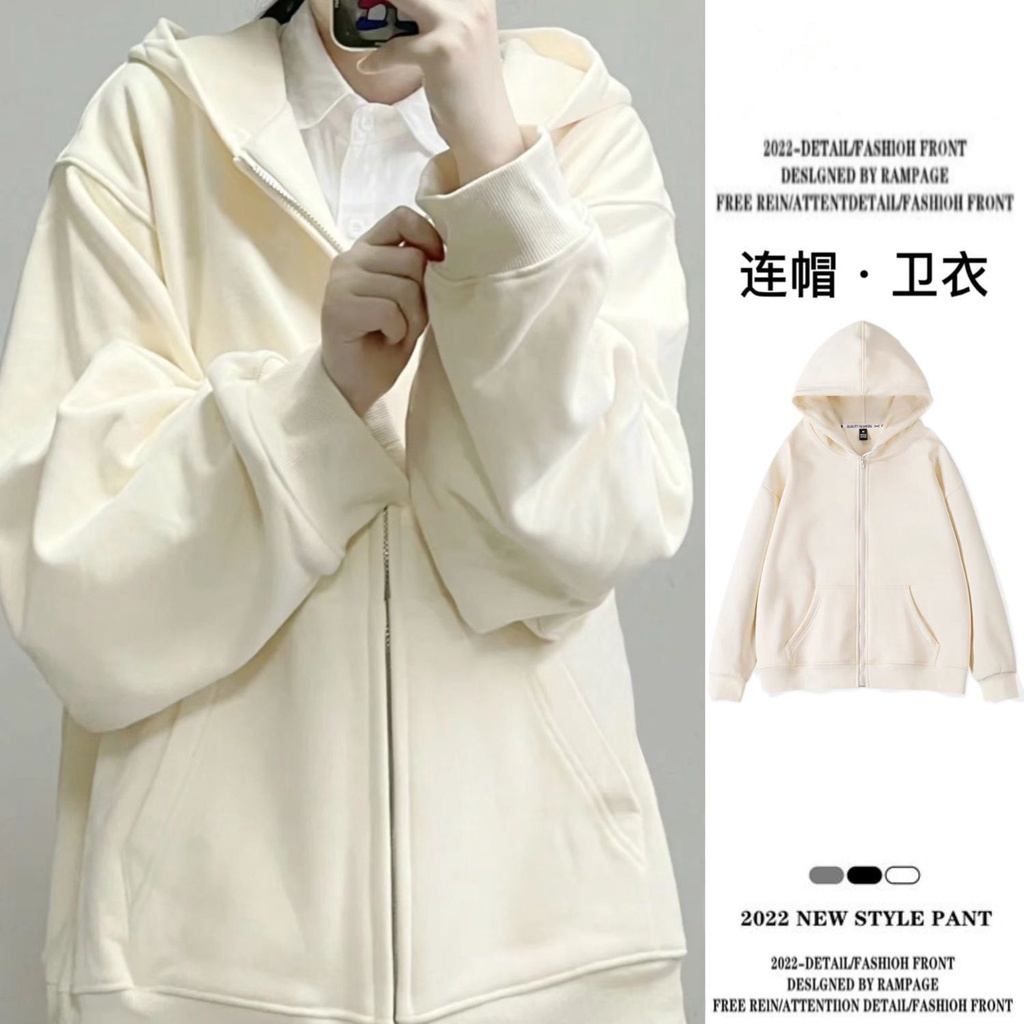 2022-DETAIL/FASHIOH FRONT
DESLGNED BY RAMPAGE
FREE REIN/ATTENTDETAIL/FASHIOH FRONT
连帽 · 卫衣
2022 NEW STYLE PANT
2022-DETAIL/FASHIOH FRONT
DESLGNED BY RAMPAGE
FREE REIN/ATTENTIION DETAIL/FASHIOH FRONT